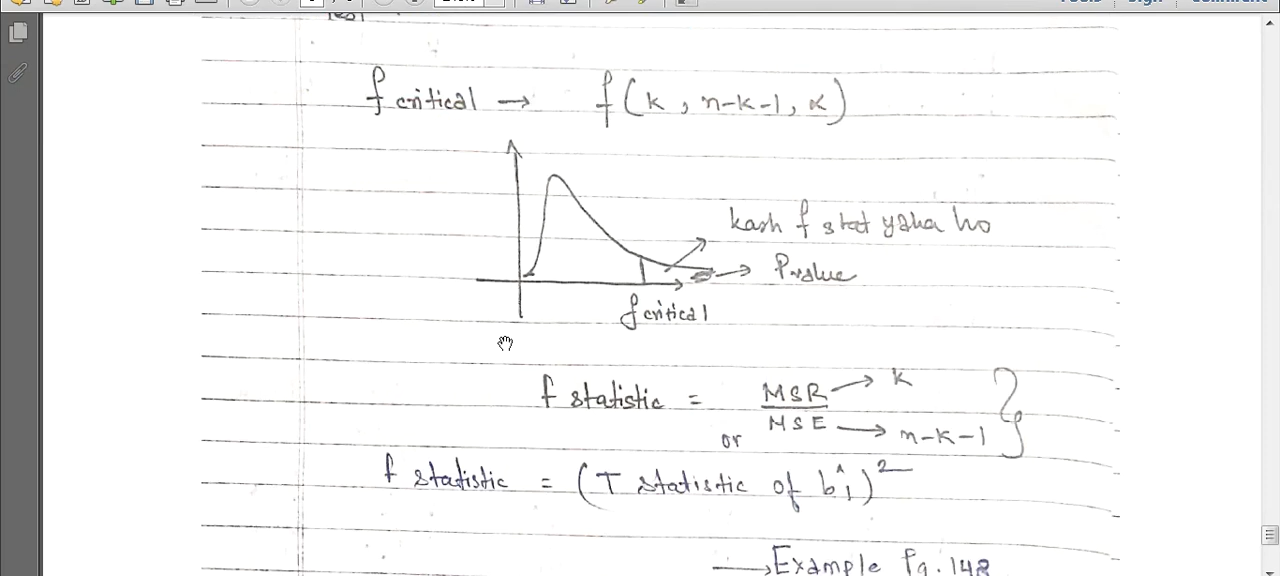 f critical → f(k, n-k-1, α)
kash f stat yaha ho
→ Pvalue
f critical
f statistic = MSR → k
MSE → n-k-1
or
f statistic = (T statistic of b̂1)²
→ Example Pg. 148